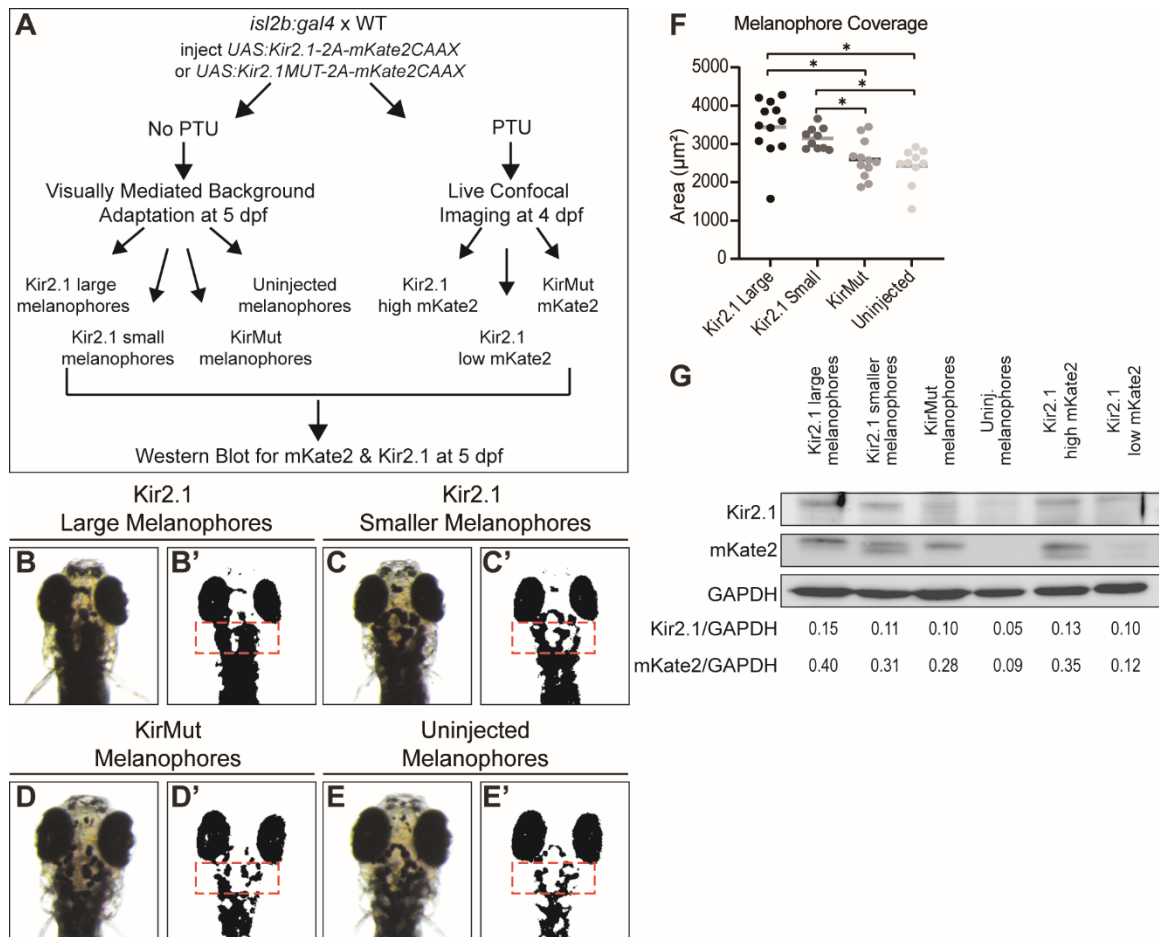 A
isl2b:gal4 x WT
inject UAS:Kir2.1-2A-mKate2CAAX
or UAS:Kir2.1MUT-2A-mKate2CAAX
No PTU
PTU
Visually Mediated Background
Adaptation at 5 dpf
Live Confocal
Imaging at 4 dpf
Kir2.1 large
melanophores
Uninjected
melanophores
Kir2.1
high mKate2
KirMut
mKate2
Kir2.1 small
melanophores
KirMut
melanophores
Kir2.1
low mKate2
Western Blot for mKate2 & Kir2.1 at 5 dpf
Kir2.1
Large Melanophores
Kir2.1
Smaller Melanophores
B
B'
C
C'
KirMut
Melanophores
Uninjected
Melanophores
D
D'
E
E'
F
Melanophore Coverage
* 
*
*
*
Area (µm²)
5000
4000
3000
2000
1000
0
Kir2.1 Large
Kir2.1 Small
KirMut
Uninjected
G
Kir2.1 large
melanophores
Kir2.1 smaller
melanophores
KirMut
melanophores
Uninj.
melanophores
Kir2.1
high mKate2
Kir2.1
low mKate2
Kir2.1
mKate2
GAPDH
Kir2.1/GAPDH 0.15 0.11 0.10 0.05 0.13 0.10
mKate2/GAPDH 0.40 0.31 0.28 0.09 0.35 0.12